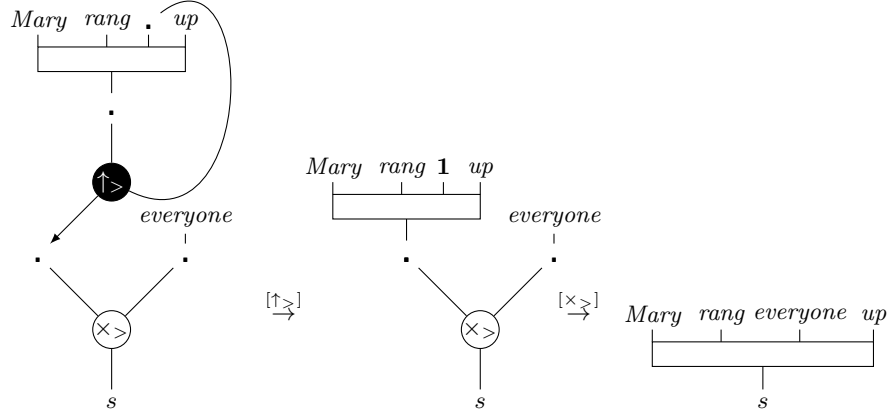 Mary rang . up
.
↑>
everyone
. .
×>
s
[↑>]
→
Mary rang 1 up
everyone
. .
×>
s
[×>]
→
Mary rang everyone up
s